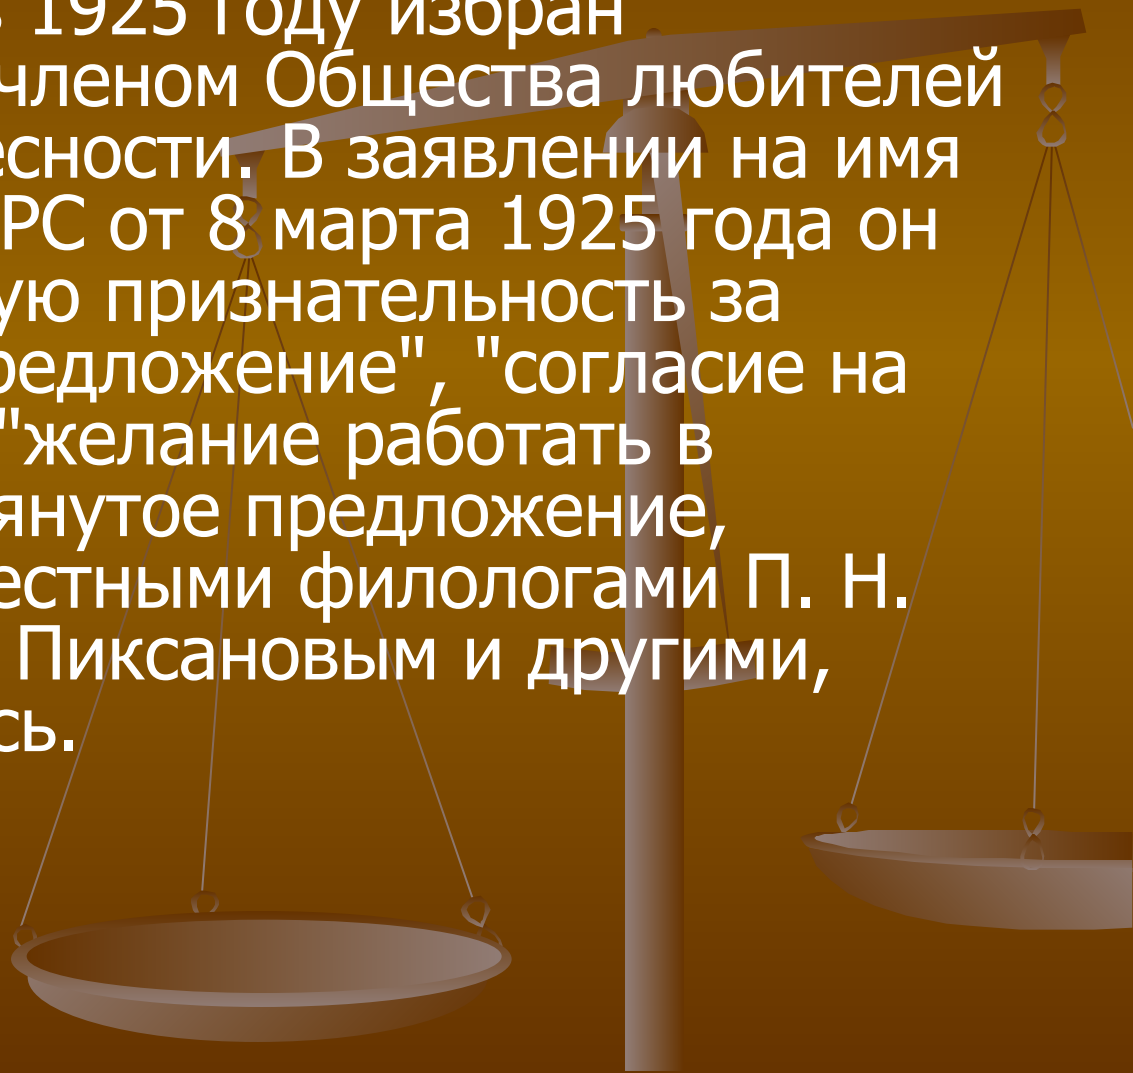 в 1925 году избран
членом Общества любителей
есности. В заявлении на имя
РС от 8 марта 1925 года он
ую признательность за
редложение", "согласие на
"желание работать в
янутое предложение,
естными филологами П. Н.
Пиксановым и другими,
сь.